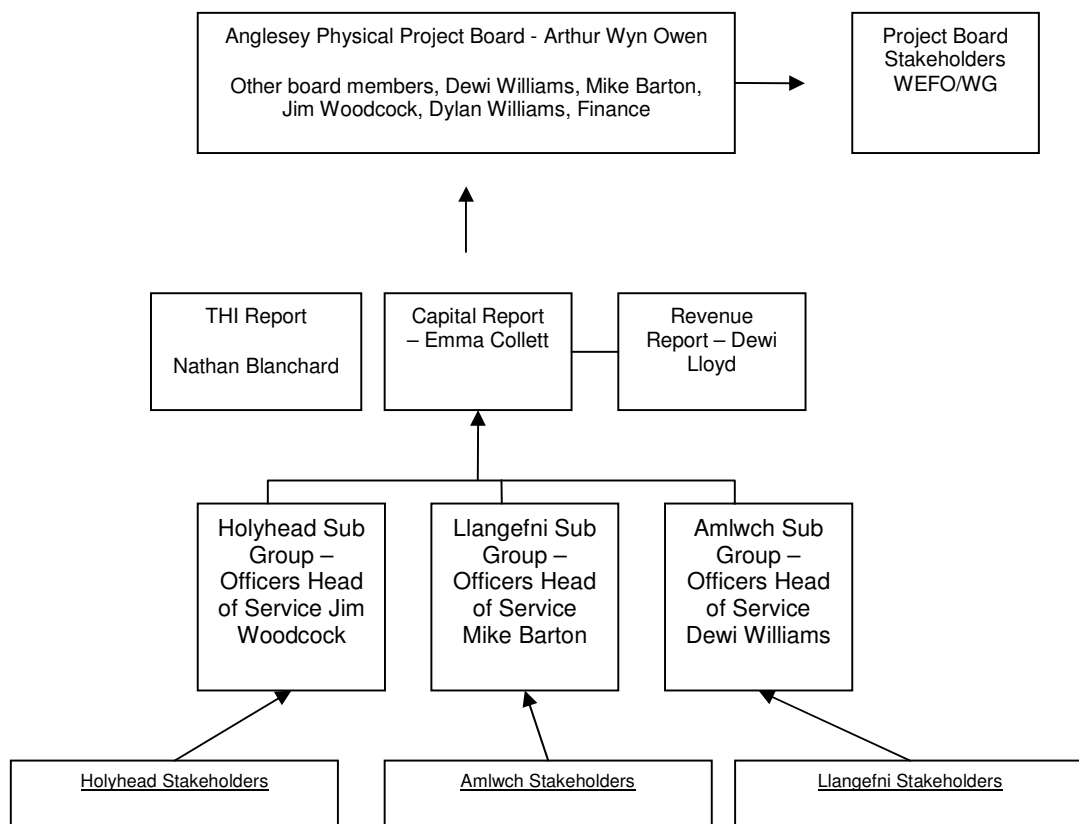 Anglesey Physical Project Board - Arthur Wyn Owen
Other board members, Dewi Williams, Mike Barton,
Jim Woodcock, Dylan Williams, Finance
Project Board
Stakeholders
WEFO/WG
THI Report
Nathan Blanchard
Capital Report
– Emma Collett
Revenue
Report – Dewi
Lloyd
Holyhead Sub
Group –
Officers Head
of Service Jim
Woodcock
Llangefni Sub
Group –
Officers Head
of Service
Mike Barton
Amlwch Sub
Group –
Officers Head
of Service
Dewi Williams
Holyhead Stakeholders
Amlwch Stakeholders
Llangefni Stakeholders